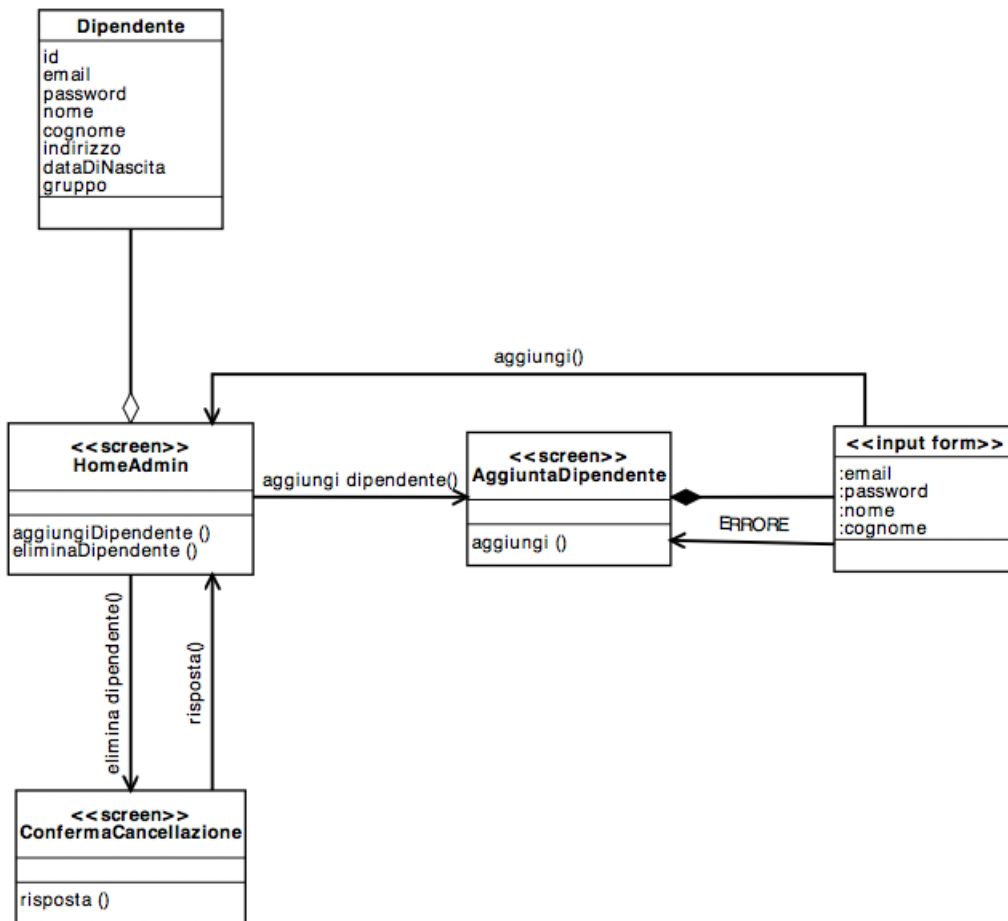 Dipendente
id
email
password
nome
cognome
indirizzo
dataDiNascita
gruppo
aggiungi()
<<screen>>
HomeAdmin
aggiungiDipendente ()
eliminaDipendente ()
aggiungi dipendente()
<<screen>>
AggiuntaDipendente
aggiungi ()
<<input form>>
:email
:password
:nome
:cognome
ERRORE
elimina dipendente()
risposta()
<<screen>>
ConfermaCancellazione
risposta ()